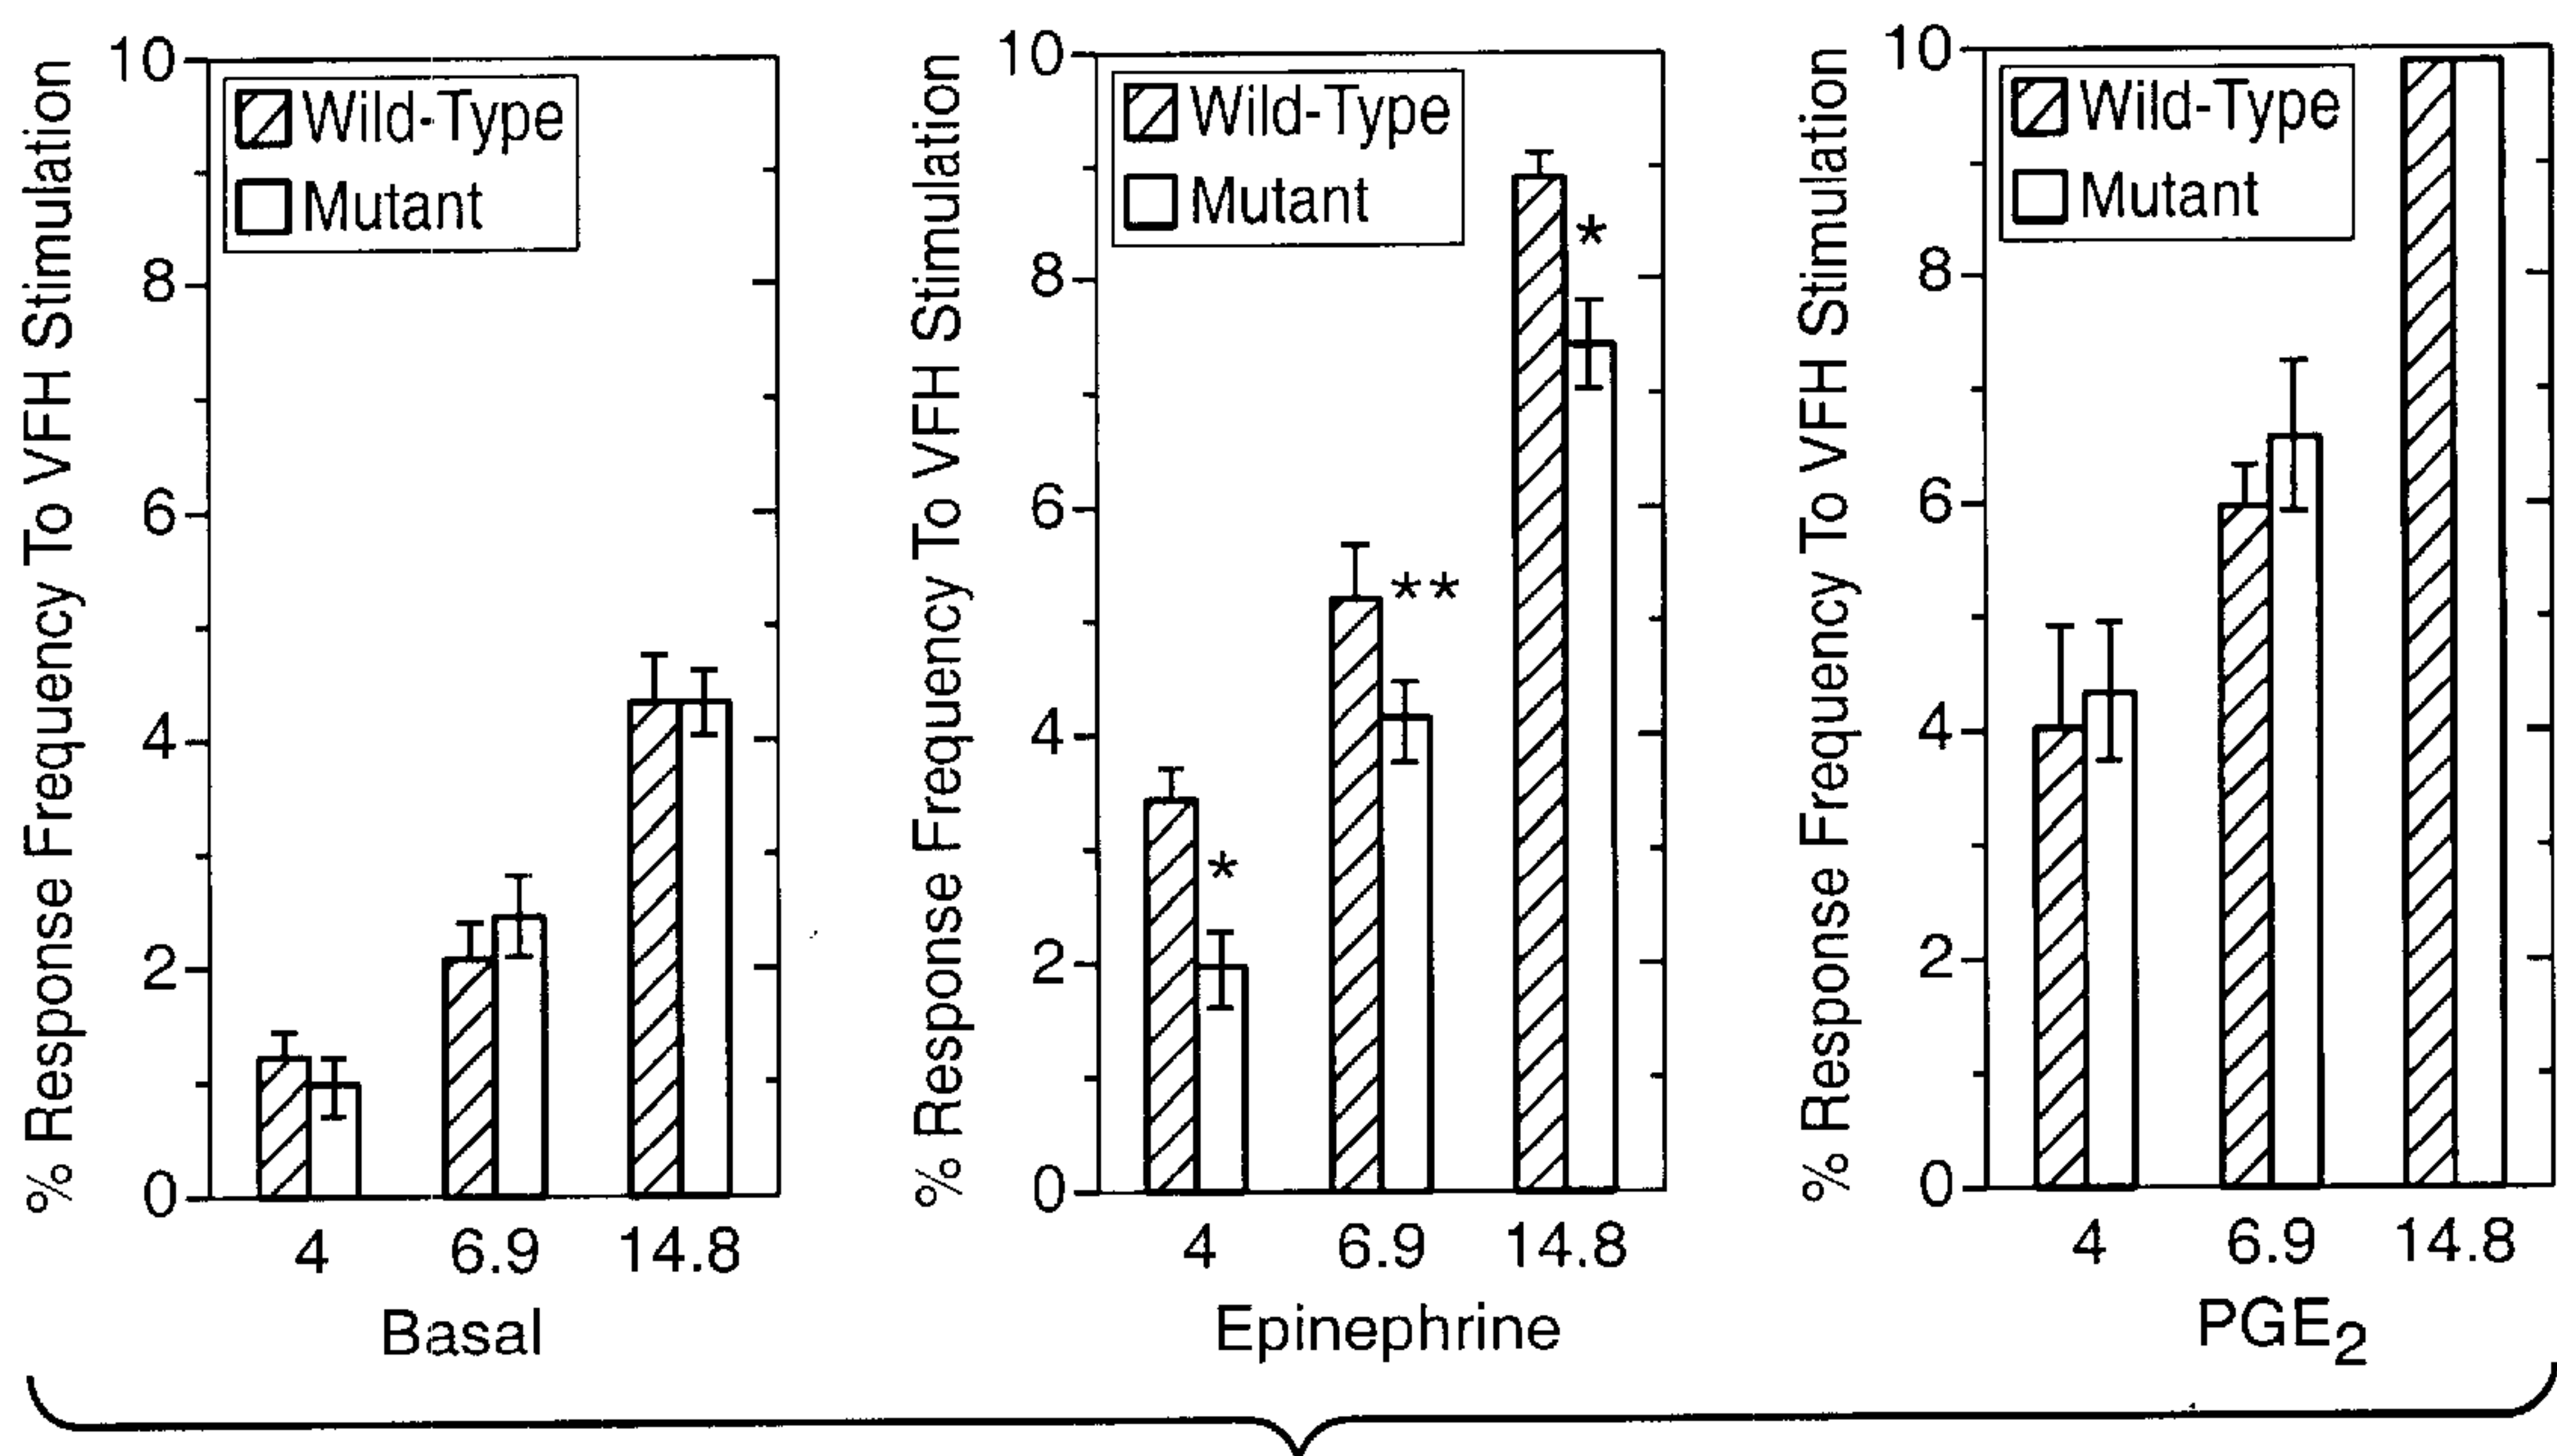 % Response Frequency To VFH Stimulation
10
8
6
4
2
0
Wild-Type
Mutant
4 6.9 14.8
Basal
% Response Frequency To VFH Stimulation
10
8
6
4
2
0
Wild-Type
Mutant
*
**
*
4 6.9 14.8
Epinephrine
% Response Frequency To VFH Stimulation
10
8
6
4
2
0
Wild-Type
Mutant
4 6.9 14.8
PGE2